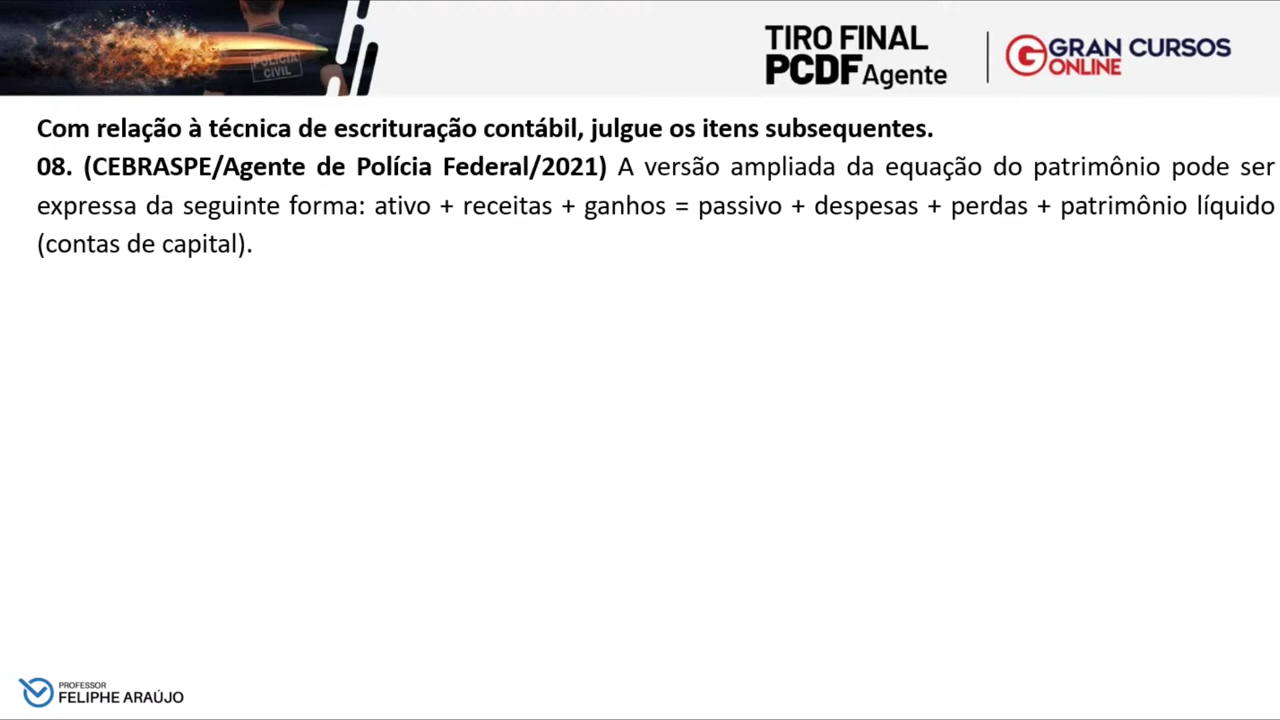 POLÍCIA
CIVIL
TIRO FINAL
PCDF Agente
GRAN CURSOS
ONLINE
Com relação à técnica de escrituração contábil, julgue os itens subsequentes.
08. (CEBRASPE/Agente de Polícia Federal/2021) A versão ampliada da equação do patrimônio pode ser
expressa da seguinte forma: ativo + receitas + ganhos = passivo + despesas + perdas + patrimônio líquido
(contas de capital).
PROFESSOR
FELIPHE ARAÚJO